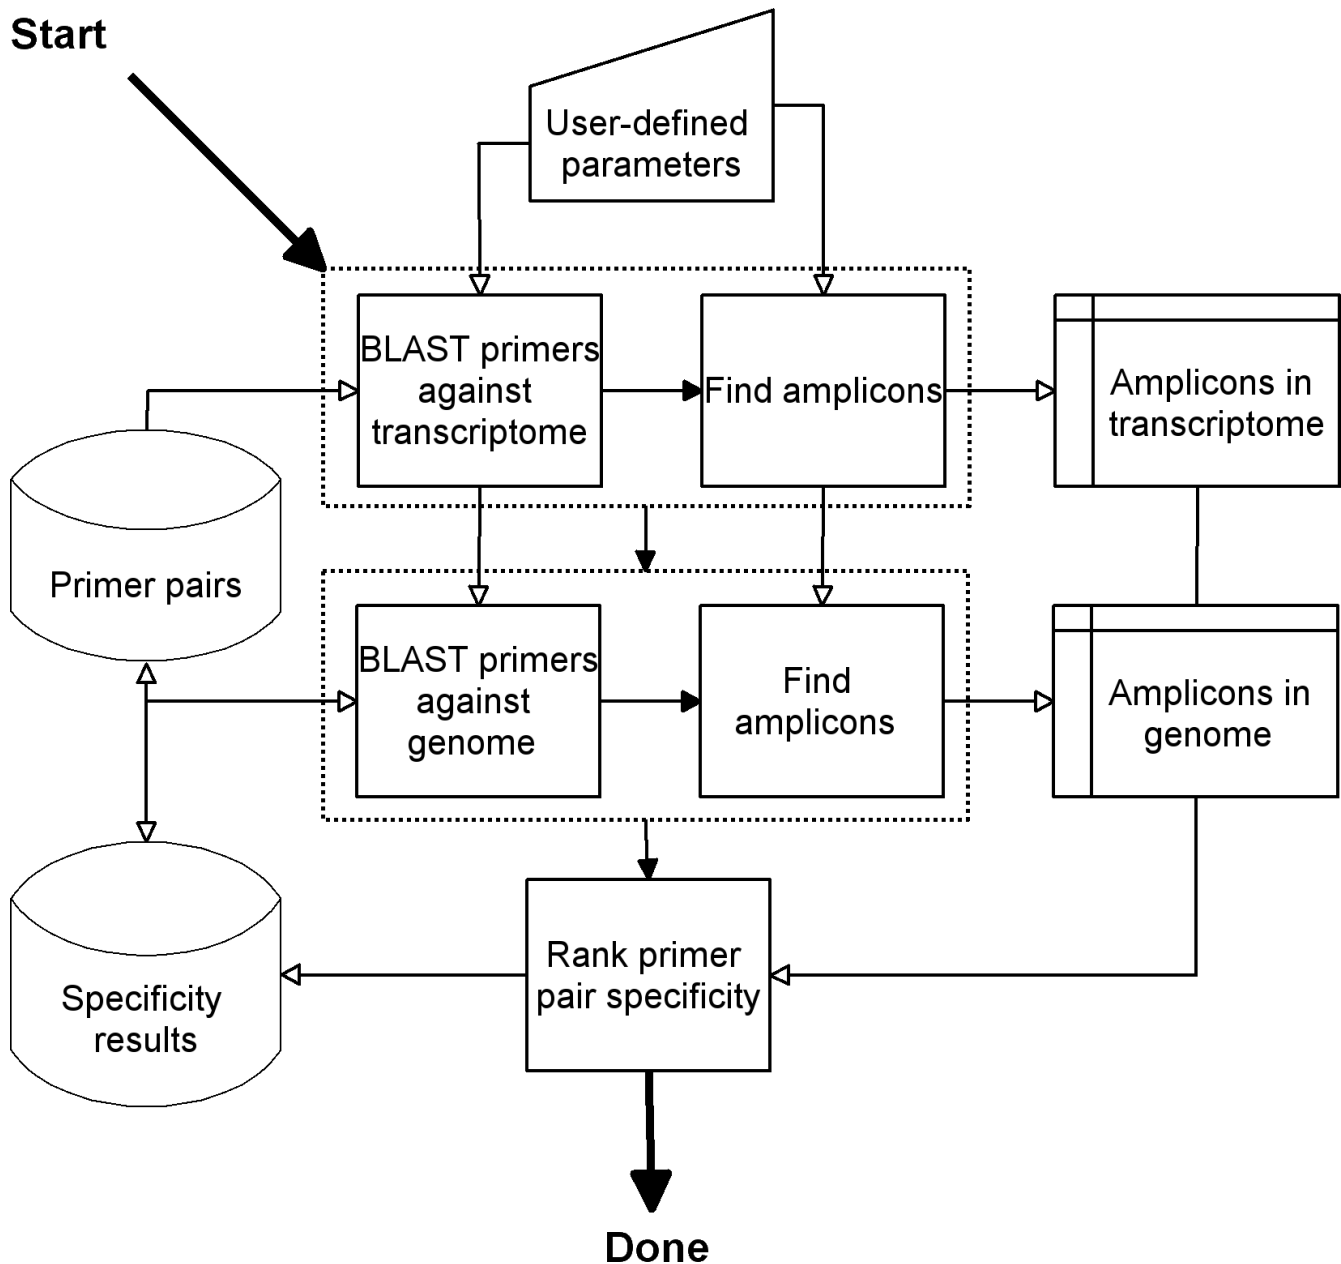 Start
User-defined
parameters
BLAST primers
against
transcriptome
Find amplicons
Amplicons in
transcriptome
Primer pairs
BLAST primers
against
genome
Find
amplicons
Amplicons in
genome
Specificity
results
Rank primer
pair specificity
Done